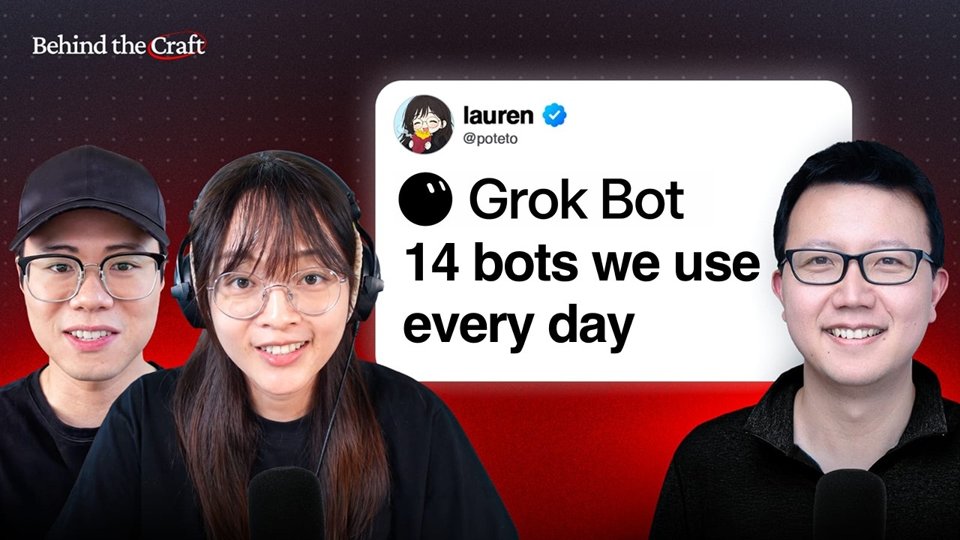 Behind the Craft
lauren
@poteto
Grok Bot
14 bots we use
every day